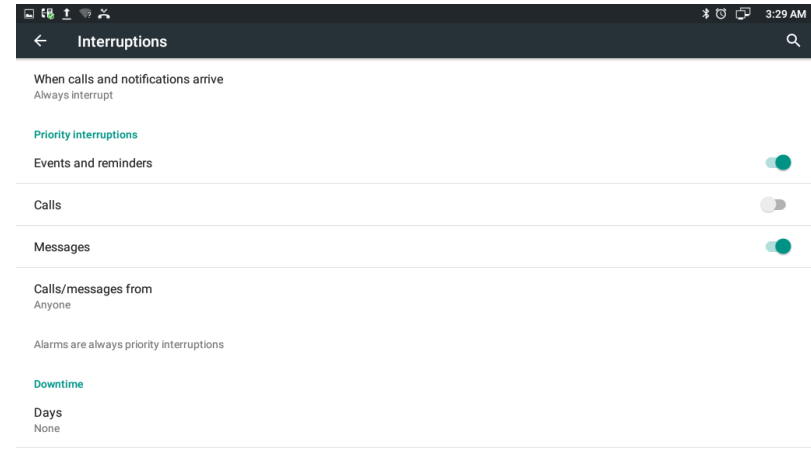 3:29 AM
Interruptions
When calls and notifications arrive
Always interrupt
Priority interruptions
Events and reminders
Calls
Messages
Calls/messages from
Anyone
Alarms are always priority interruptions
Downtime
Days
None